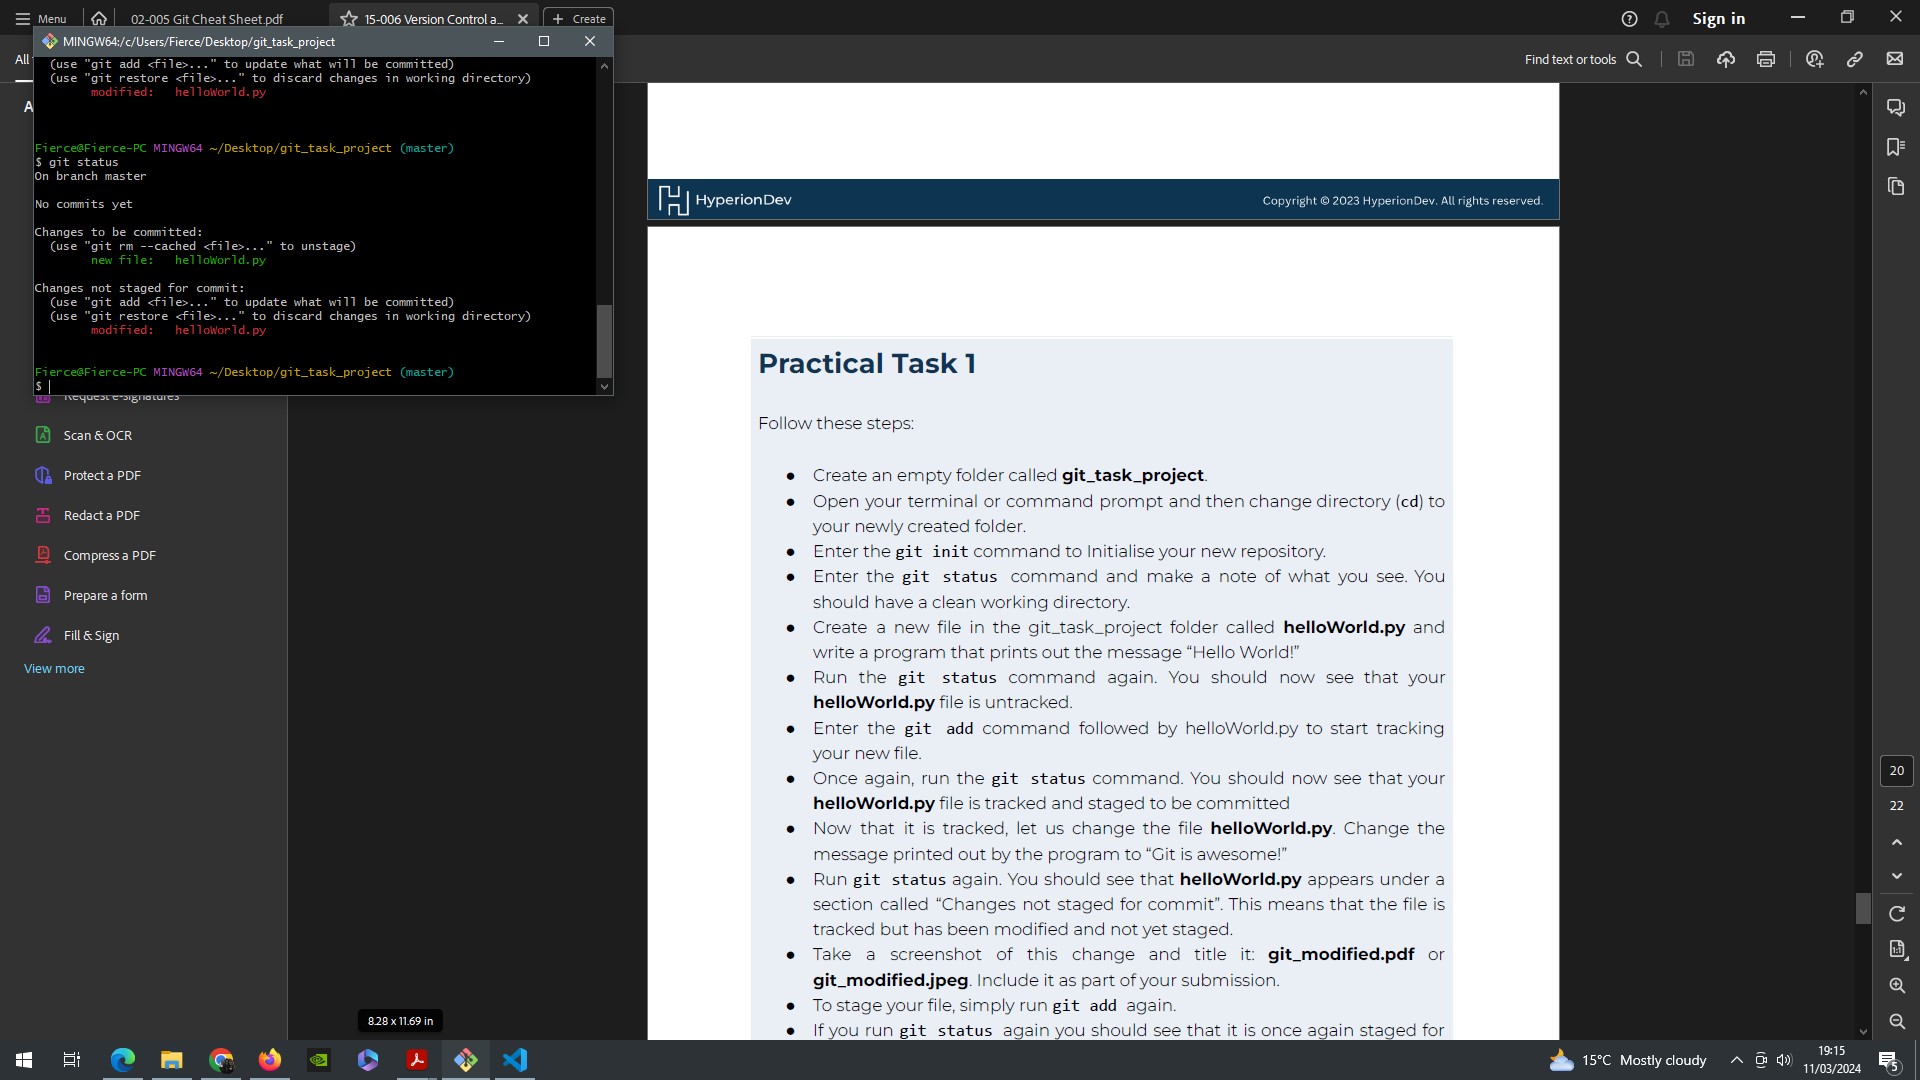 Menu
02-005 Git Cheat Sheet.pdf
15-006 Version Control a...
Create
Sign in
MINGW64:/c/Users/Fierce/Desktop/git_task_project
All
Find text or tools
(use "git add <file>..." to update what will be committed)
(use "git restore <file>..." to discard changes in working directory)
modified:   helloWorld.py
Fierce@Fierce-PC MINGW64 ~/Desktop/git_task_project (master)
$ git status
On branch master
No commits yet
Changes to be committed:
(use "git rm --cached <file>..." to unstage)
new file:   helloWorld.py
Changes not staged for commit:
(use "git add <file>..." to update what will be committed)
(use "git restore <file>..." to discard changes in working directory)
modified:   helloWorld.py
Fierce@Fierce-PC MINGW64 ~/Desktop/git_task_project (master)
$
Request e-signatures
Scan & OCR
Protect a PDF
Redact a PDF
Compress a PDF
Prepare a form
Fill & Sign
View more
HyperionDev
Copyright © 2023 HyperionDev. All rights reserved.
Practical Task 1
Follow these steps:
● Create an empty folder called git_task_project.
● Open your terminal or command prompt and then change directory (cd) to
your newly created folder.
● Enter the git init command to Initialise your new repository.
● Enter the git status command and make a note of what you see. You
should have a clean working directory.
● Create a new file in the git_task_project folder called helloWorld.py and
write a program that prints out the message “Hello World!”
● Run the git status command again. You should now see that your
helloWorld.py file is untracked.
● Enter the git add command followed by helloWorld.py to start tracking
your new file.
● Once again, run the git status command. You should now see that your
helloWorld.py file is tracked and staged to be committed
● Now that it is tracked, let us change the file helloWorld.py. Change the
message printed out by the program to “Git is awesome!”
● Run git status again. You should see that helloWorld.py appears under a
section called “Changes not staged for commit”. This means that the file is
tracked but has been modified and not yet staged.
● Take a screenshot of this change and title it: git_modified.pdf or
git_modified.jpeg. Include it as part of your submission.
● To stage your file, simply run git add again.
● If you run git status again you should see that it is once again staged for
8.28 x 11.69 in
20
22
15°C Mostly cloudy
19:15
11/03/2024
5